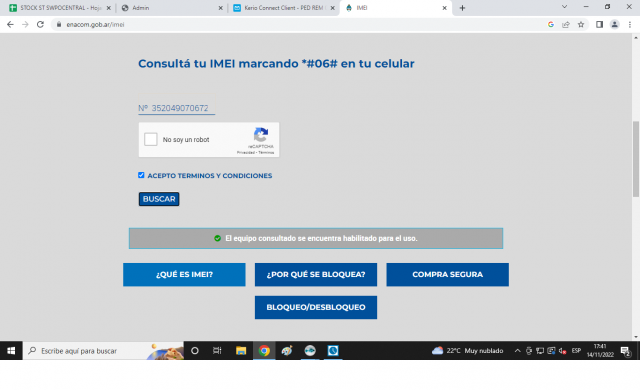 STOCK ST SWPOCENTRAL - Hoja
Admin
Kerio Connect Client - PED REM
IMEI
enacom.gob.ar/imei
Consultá tu IMEI marcando *#06# en tu celular
Nº 352049070672
No soy un robot
reCAPTCHA
Privacidad - Términos
ACEPTO TERMINOS Y CONDICIONES
BUSCAR
El equipo consultado se encuentra habilitado para el uso.
¿QUÉ ES IMEI?
¿POR QUÉ SE BLOQUEA?
COMPRA SEGURA
BLOQUEO/DESBLOQUEO
Escribe aquí para buscar
22°C Muy nublado
ESP
17:41
14/11/2022